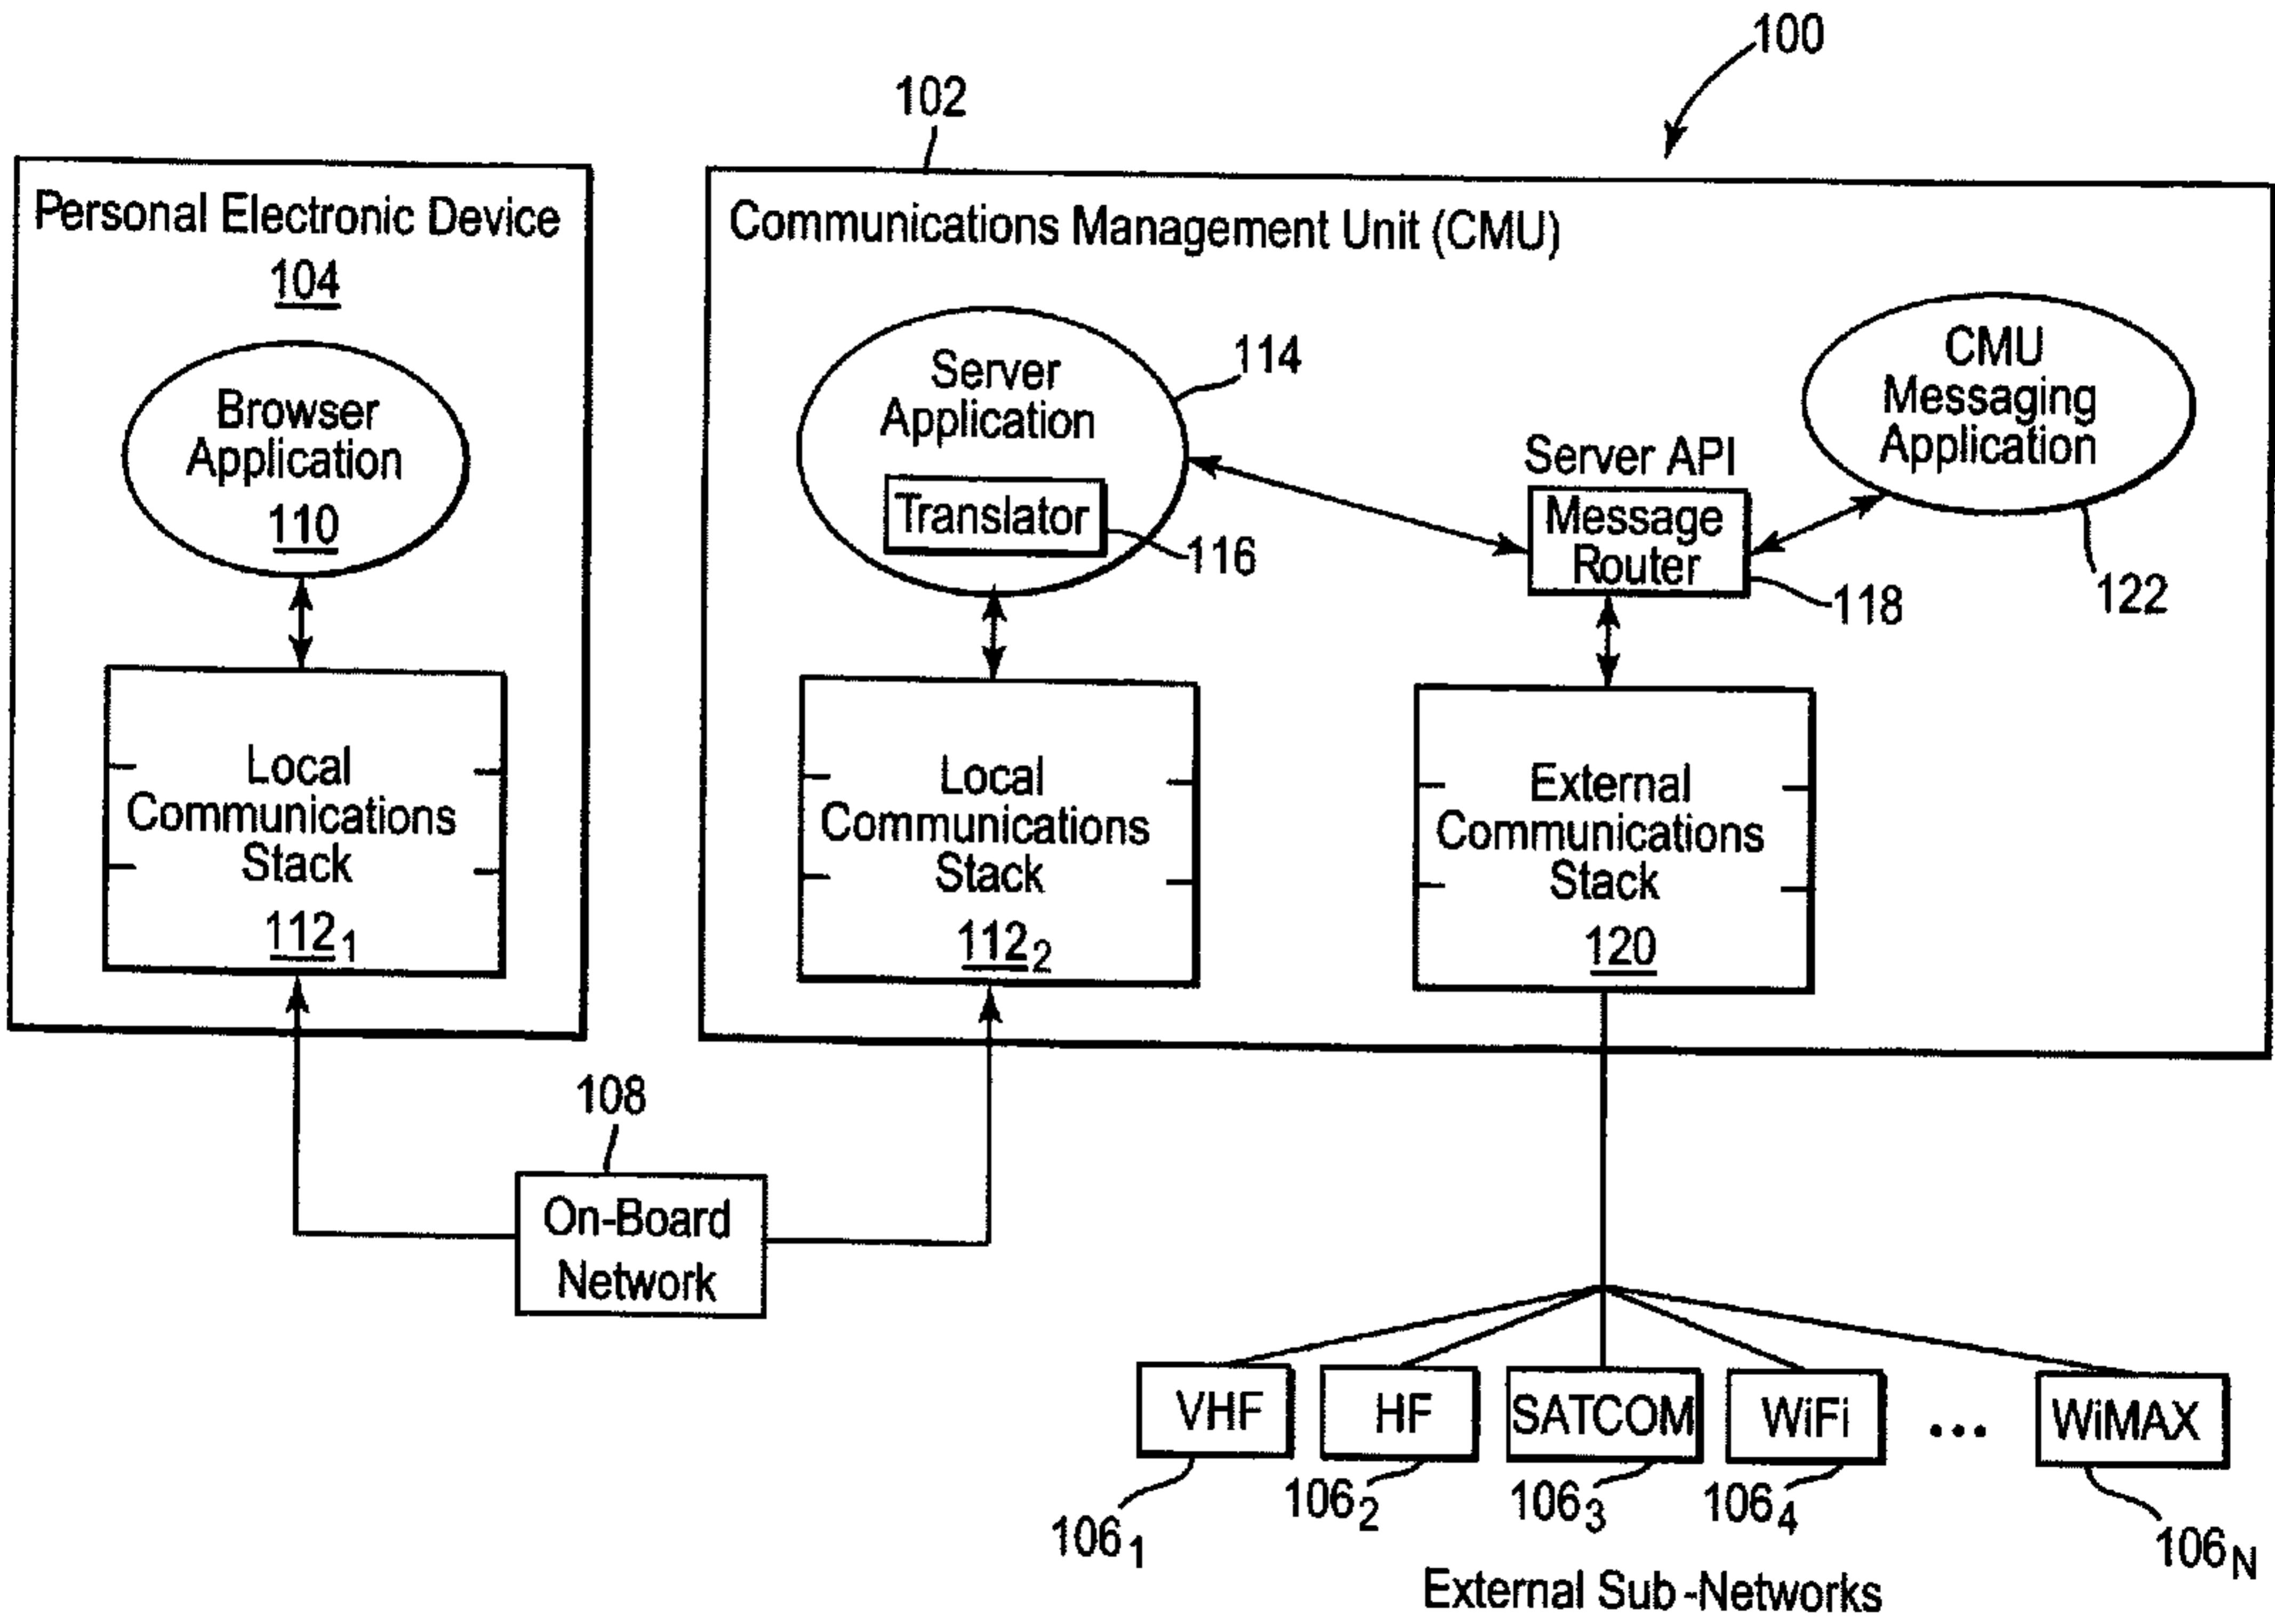 100
102
Personal Electronic Device
104
Browser
Application
110
Local
Communications
Stack
112₁
Communications Management Unit (CMU)
Server
Application
114
Translator
116
CMU
Messaging
Application
122
Server API
Message
Router
118
Local
Communications
Stack
112₂
External
Communications
Stack
120
108
On-Board
Network
VHF
HF
SATCOM
WiFi
...
WiMAX
106₁
106₂
106₃
106₄
106N
External Sub-Networks